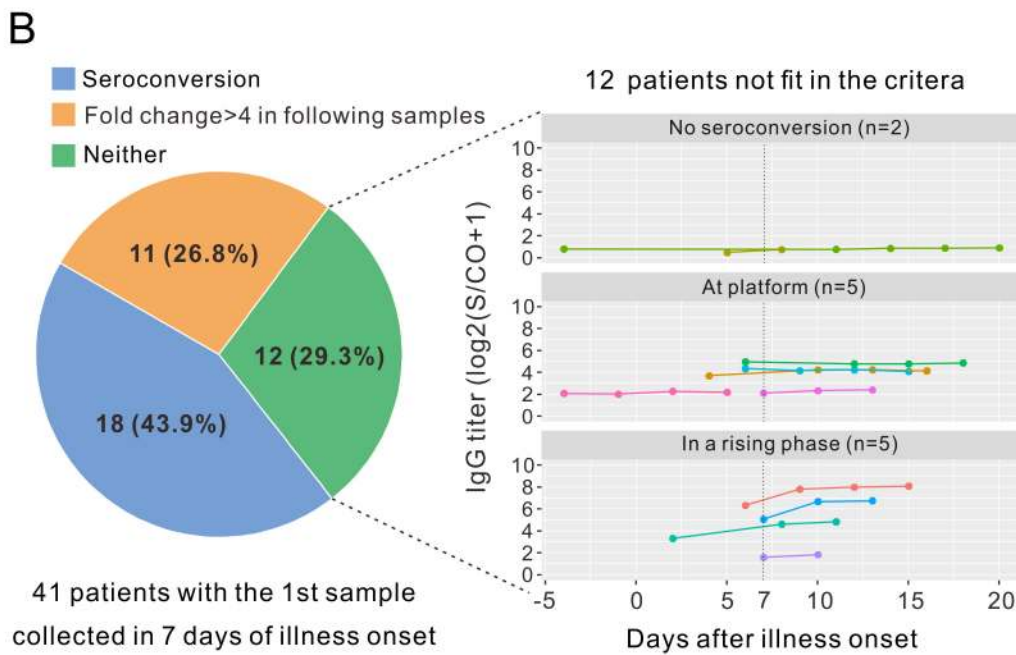 B
Seroconversion
Fold change>4 in following samples
Neither
11 (26.8%)
12 (29.3%)
18 (43.9%)
41 patients with the 1st sample
collected in 7 days of illness onset
12 patients not fit in the critera
IgG titer (log2(S/CO+1)
No seroconversion (n=2)
10
8
6
4
2
0
At platform (n=5)
10
8
6
4
2
0
In a rising phase (n=5)
10
8
6
4
2
0
-5 0 5 7 10 15 20
Days after illness onset